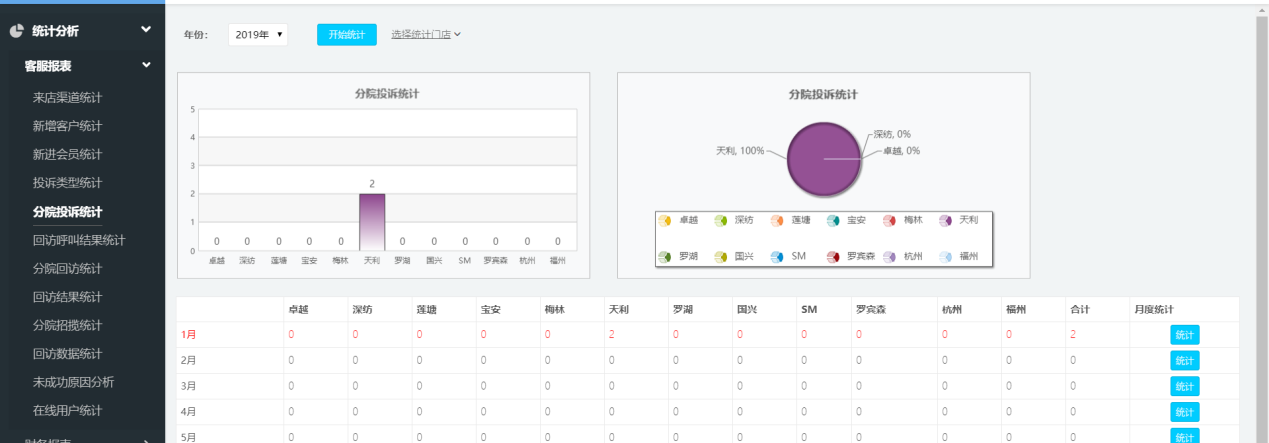 统计分析
客服报表
来店渠道统计
新增客户统计
新进会员统计
投诉类型统计
分院投诉统计
回访呼叫结果统计
分院回访统计
回访结果统计
分院招揽统计
回访数据统计
未成功原因分析
在线用户统计
财务报表
年份： 2019年 开始统计 选择统计门店
分院投诉统计
5
4
3
2
1
0
2
0 0 0 0 0 0 0 0 0 0 0
卓越 深纺 莲塘 宝安 梅林 天利 罗湖 国兴 SM 罗宾森 杭州 福州
分院投诉统计
深纺, 0%
天利, 100% 卓越, 0%
卓越 深纺 莲塘 宝安 梅林 天利
罗湖 国兴 SM 罗宾森 杭州 福州
卓越 深纺 莲塘 宝安 梅林 天利 罗湖 国兴 SM 罗宾森 杭州 福州 合计 月度统计
1月 0 0 0 0 0 2 0 0 0 0 0 0 2 统计
2月 0 0 0 0 0 0 0 0 0 0 0 0 0 统计
3月 0 0 0 0 0 0 0 0 0 0 0 0 0 统计
4月 0 0 0 0 0 0 0 0 0 0 0 0 0 统计
5月 0 0 0 0 0 0 0 0 0 0 0 0 0 统计